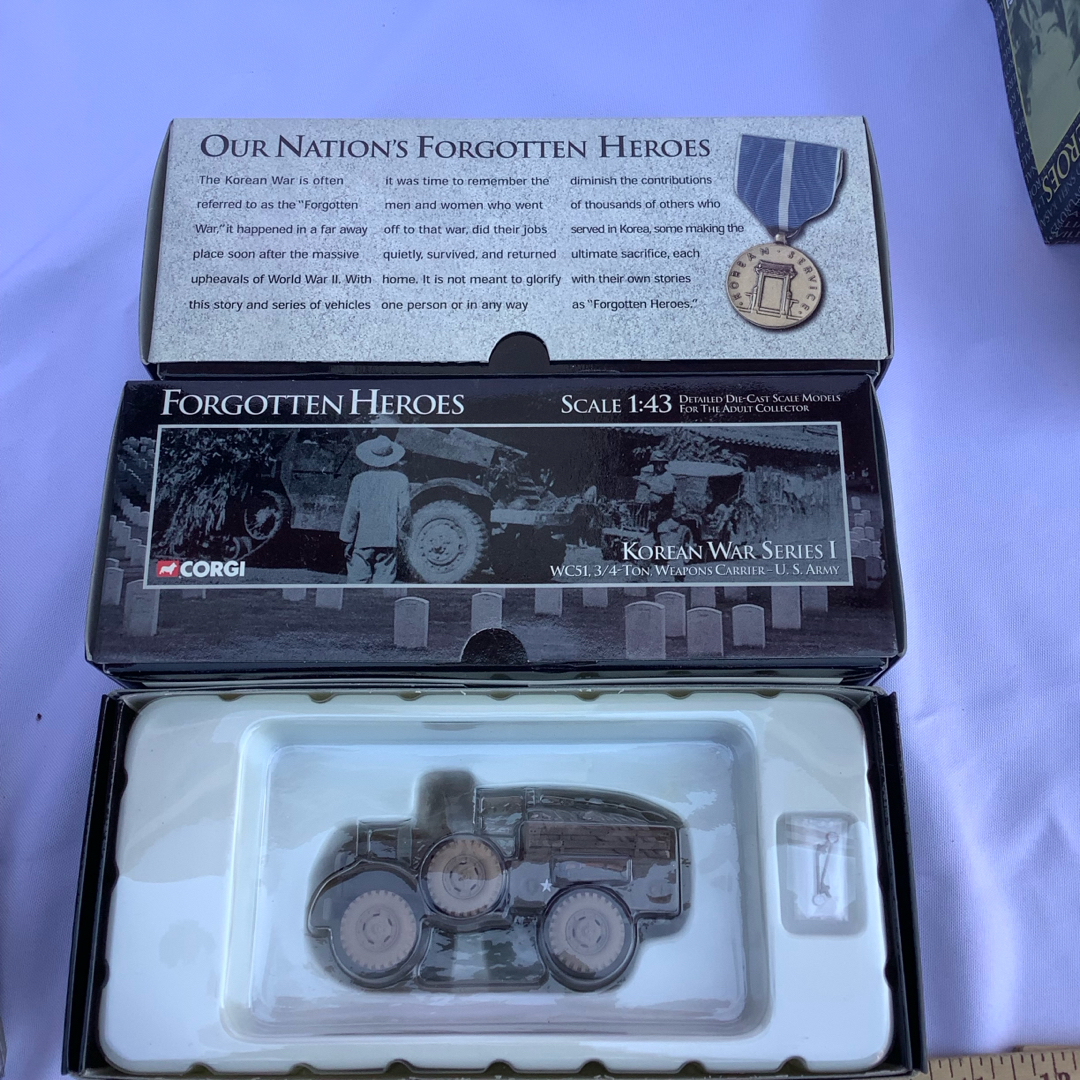 OUR NATION'S FORGOTTEN HEROES
The Korean War is often
referred to as the "Forgotten
War," it happened in a far away
place soon after the massive
upheavals of World War II. With
this story and series of vehicles
it was time to remember the
men and women who went
off to that war, did their jobs
quietly, survived, and returned
home. It is not meant to glorify
one person or in any way
diminish the contributions
of thousands of others who
served in Korea, some making the
ultimate sacrifice, each
with their own stories
as "Forgotten Heroes."
KOREAN · SERVICE
FORGOTTEN HEROES
SCALE 1:43
DETAILED DIE-CAST SCALE MODELS
FOR THE ADULT COLLECTOR
KOREAN WAR SERIES I
WC51, 3/4-TON, WEAPONS CARRIER - U. S. ARMY
CORGI